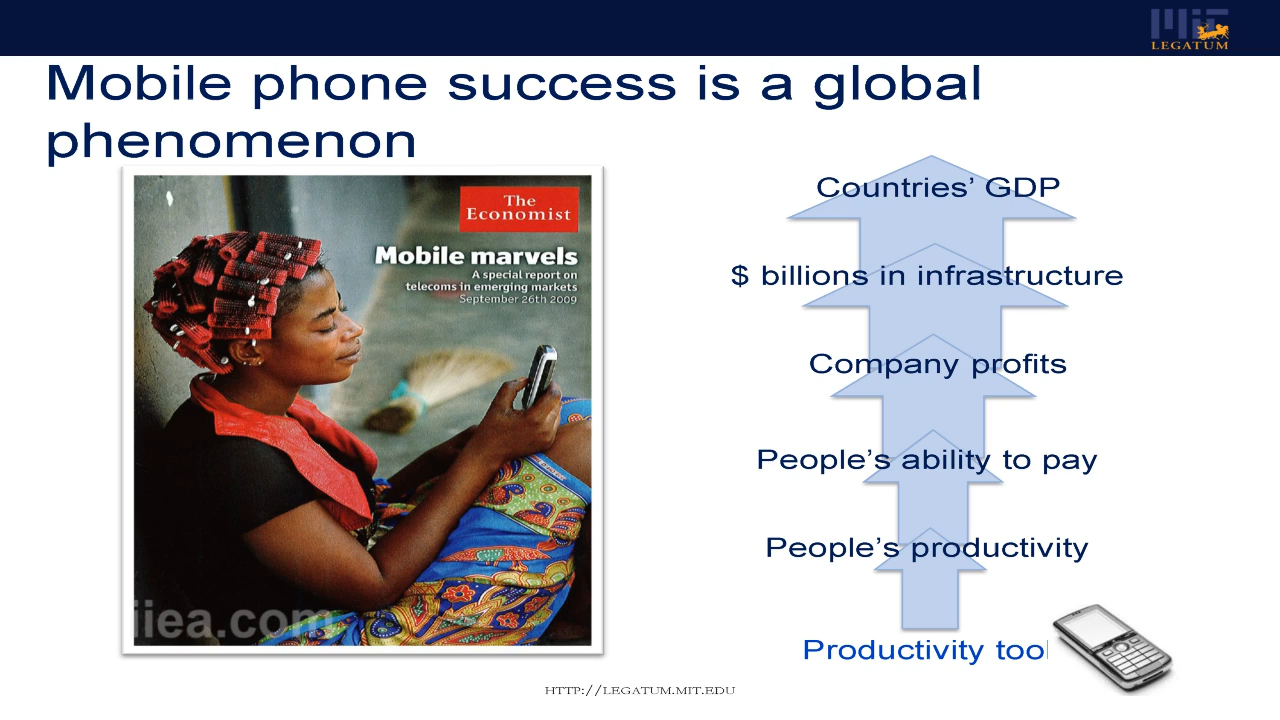 MIT
LEGATUM
Mobile phone success is a global
phenomenon
The
Economist
Mobile marvels
A special report on
telecoms in emerging markets
September 26th 2009
iiea.com
Countries’ GDP
$ billions in infrastructure
Company profits
People’s ability to pay
People’s productivity
Productivity tool
HTTP://LEGATUM.MIT.EDU